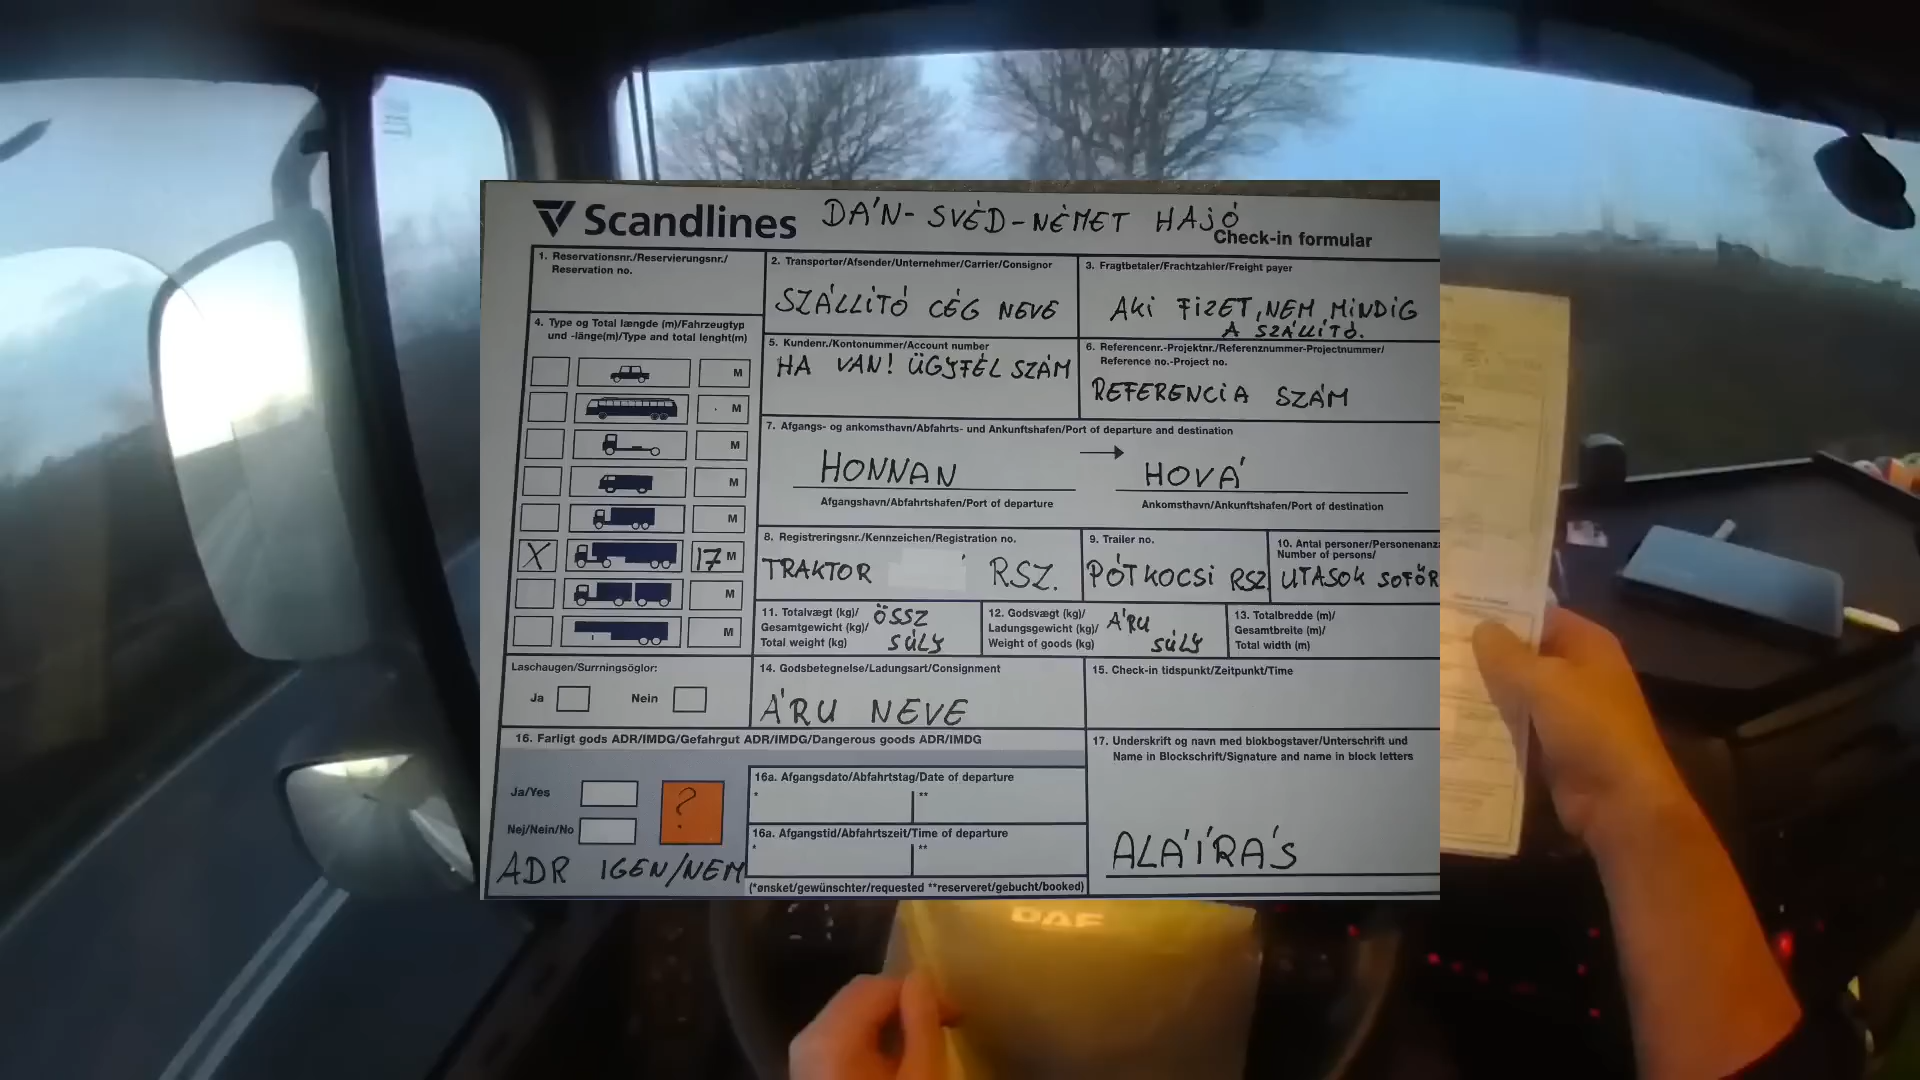 Scandlines DÁN-SVÉD-NÉMET HAJÓ
Check-in formular
1. Reservationsnr./Reservierungsnr./
Reservation no.
2. Transportør/Afsender/Unternehmer/Carrier/Consignor
SZÁLLÍTÓ CÉG NEVE
3. Fragtbetaler/Frachtzahler/Freight payer
AKI FIZET, NEM MINDIG
A SZÁLLÍTÓ.
4. Type og Total længde (m)/Fahrzeugtyp
und -länge(m)/Type and total lenght(m)
M
M
M
M
M
X 17 M
M
M
5. Kundenr./Kontonummer/Account number
HA VAN! ÜGYFÉL SZÁM
6. Referencenr.-Projektnr./Referenznummer-Projectnummer/
Reference no.-Project no.
REFERENCIA SZÁM
7. Afgangs- og ankomsthavn/Abfahrts- und Ankunftshafen/Port of departure and destination
HONNAN → HOVÁ
Afgangshavn/Abfahrtshafen/Port of departure
Ankomsthavn/Ankunftshafen/Port of destination
8. Registreringsnr./Kennzeichen/Registration no.
TRAKTOR RSZ.
9. Trailer no.
PÓTKOCSI RSZ
10. Antal personer/Personenanz
Number of persons/
UTASOK SOFŐR
11. Totalvægt (kg)/
Gesamtgewicht (kg)/
Total weight (kg)
ÖSSZ
SÚLY
12. Godsvægt (kg)/
Ladungsgewicht (kg)/
Weight of goods (kg)
ÁRU
SÚLY
13. Totalbredde (m)/
Gesamtbreite (m)/
Total width (m)
Laschaugen/Surrningsöglor:
Ja Nein
14. Godsbetegnelse/Ladungsart/Consignment
ÁRU NEVE
15. Check-in tidspunkt/Zeitpunkt/Time
16. Farligt gods ADR/IMDG/Gefahrgut ADR/IMDG/Dangerous goods ADR/IMDG
Ja/Yes
Nej/Nein/No
?
ADR IGEN/NEM
16a. Afgangsdato/Abfahrtstag/Date of departure
* **
16a. Afgangstid/Abfahrtszeit/Time of departure
* **
(*ønsket/gewünschter/requested **reserveret/gebucht/booked)
17. Underskrift og navn med blokbogstaver/Unterschrift und
Name in Blockschrift/Signature and name in block letters
ALÁÍRÁS
DAF